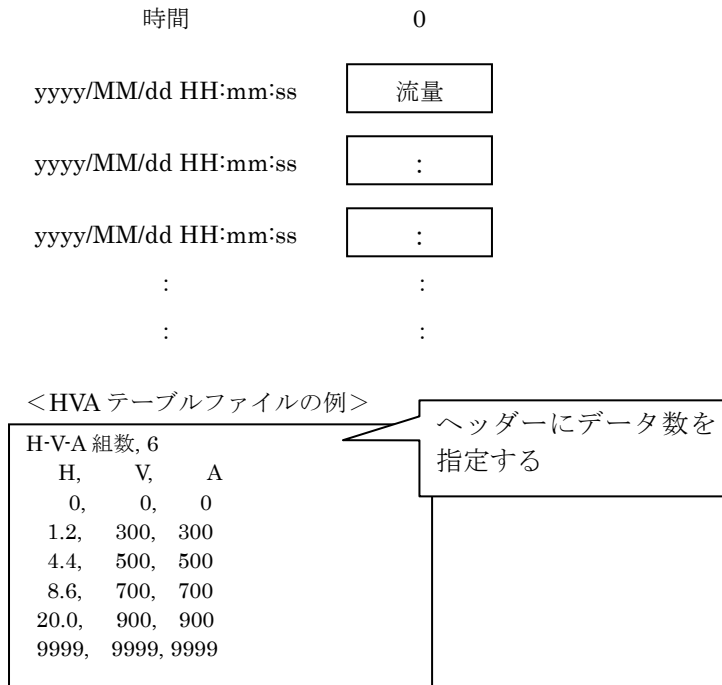 時間 0
yyyy/MM/dd HH:mm:ss 流量
yyyy/MM/dd HH:mm:ss :
yyyy/MM/dd HH:mm:ss :
: :
: :
＜HVA テーブルファイルの例＞
ヘッダーにデータ数を
指定する
H-V-A 組数, 6
H, V, A
0, 0, 0
1.2, 300, 300
4.4, 500, 500
8.6, 700, 700
20.0, 900, 900
9999, 9999, 9999